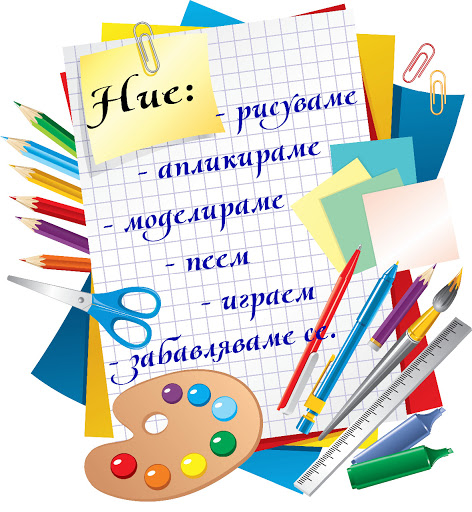 Ние:
- рисуваме
- апликираме
- моделираме
- пеем
- играем
- забавляваме се.